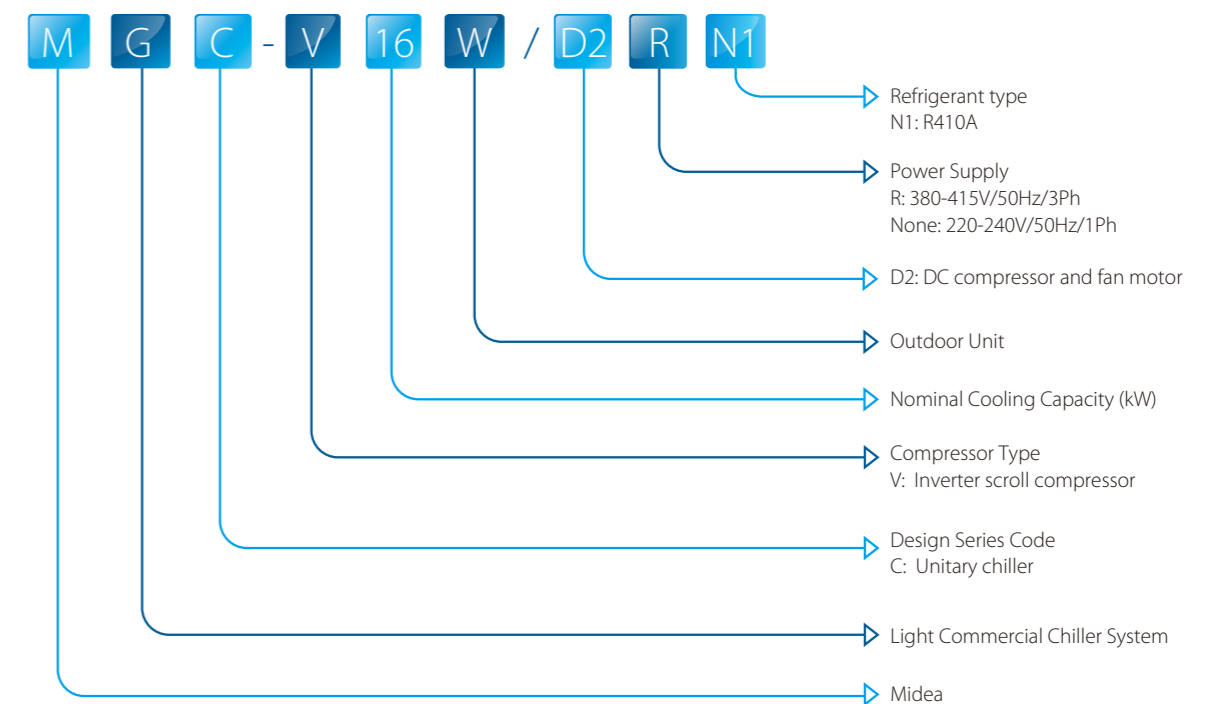 M G C - V 16 W / D2 R N1
Refrigerant type
N1: R410A
Power Supply
R: 380-415V/50Hz/3Ph
None: 220-240V/50Hz/1Ph
D2: DC compressor and fan motor
Outdoor Unit
Nominal Cooling Capacity (kW)
Compressor Type
V: Inverter scroll compressor
Design Series Code
C: Unitary chiller
Light Commercial Chiller System
Midea